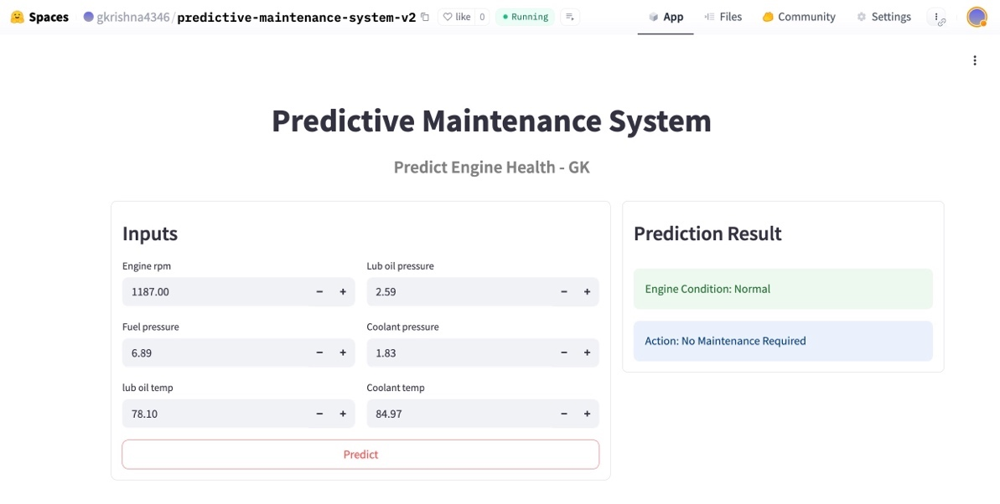 Spaces gkrishna4346/predictive-maintenance-system-v2 like 0 Running App Files Community Settings
Predictive Maintenance System
Predict Engine Health - GK
Inputs
Engine rpm
1187.00 − +
Lub oil pressure
2.59 − +
Fuel pressure
6.89 − +
Coolant pressure
1.83 − +
lub oil temp
78.10 − +
Coolant temp
84.97 − +
Predict
Prediction Result
Engine Condition: Normal
Action: No Maintenance Required